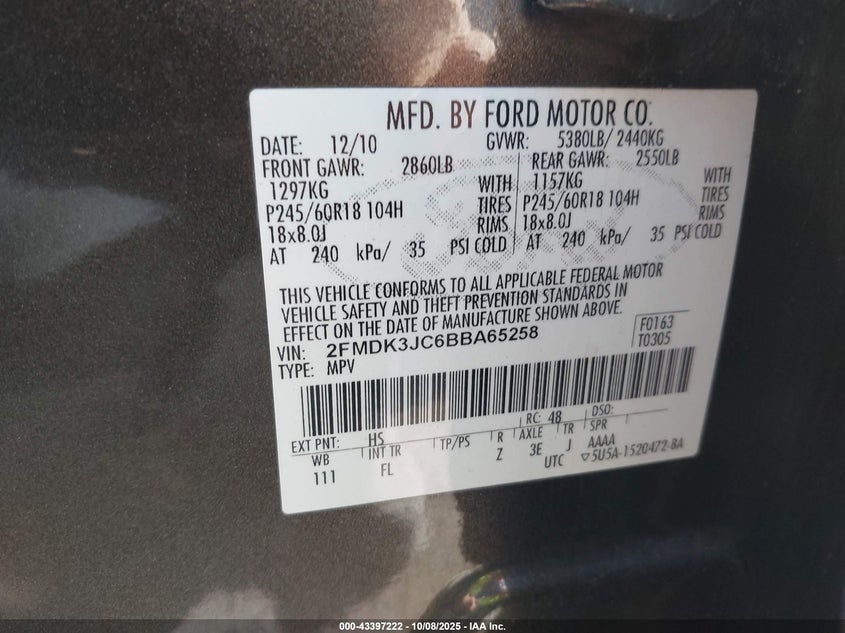 MFD. BY FORD MOTOR CO.
DATE: 12/10 GVWR: 5380LB/ 2440KG
FRONT GAWR: 2860LB REAR GAWR: 2550LB
1297KG WITH 1157KG WITH
P245/60R18 104H TIRES P245/60R18 104H TIRES
18x8.0J RIMS 18x8.0J RIMS
AT 240 kPa/ 35 PSI COLD AT 240 kPa/ 35 PSI COLD
Ford
THIS VEHICLE CONFORMS TO ALL APPLICABLE FEDERAL MOTOR
VEHICLE SAFETY AND THEFT PREVENTION STANDARDS IN
EFFECT ON THE DATE OF MANUFACTURE SHOWN ABOVE.
VIN: 2FMDK3JC6BBA65258 F0163
TYPE: MPV T0305
RC: 48 DSO:
EXT PNT: HS
WB INT TR TP/PS R AXLE TR SPR
111 FL Z 3E J AAAA
UTC ▽5U5A-1520472-BA
000-43397222 - 10/08/2025 - IAA Inc.